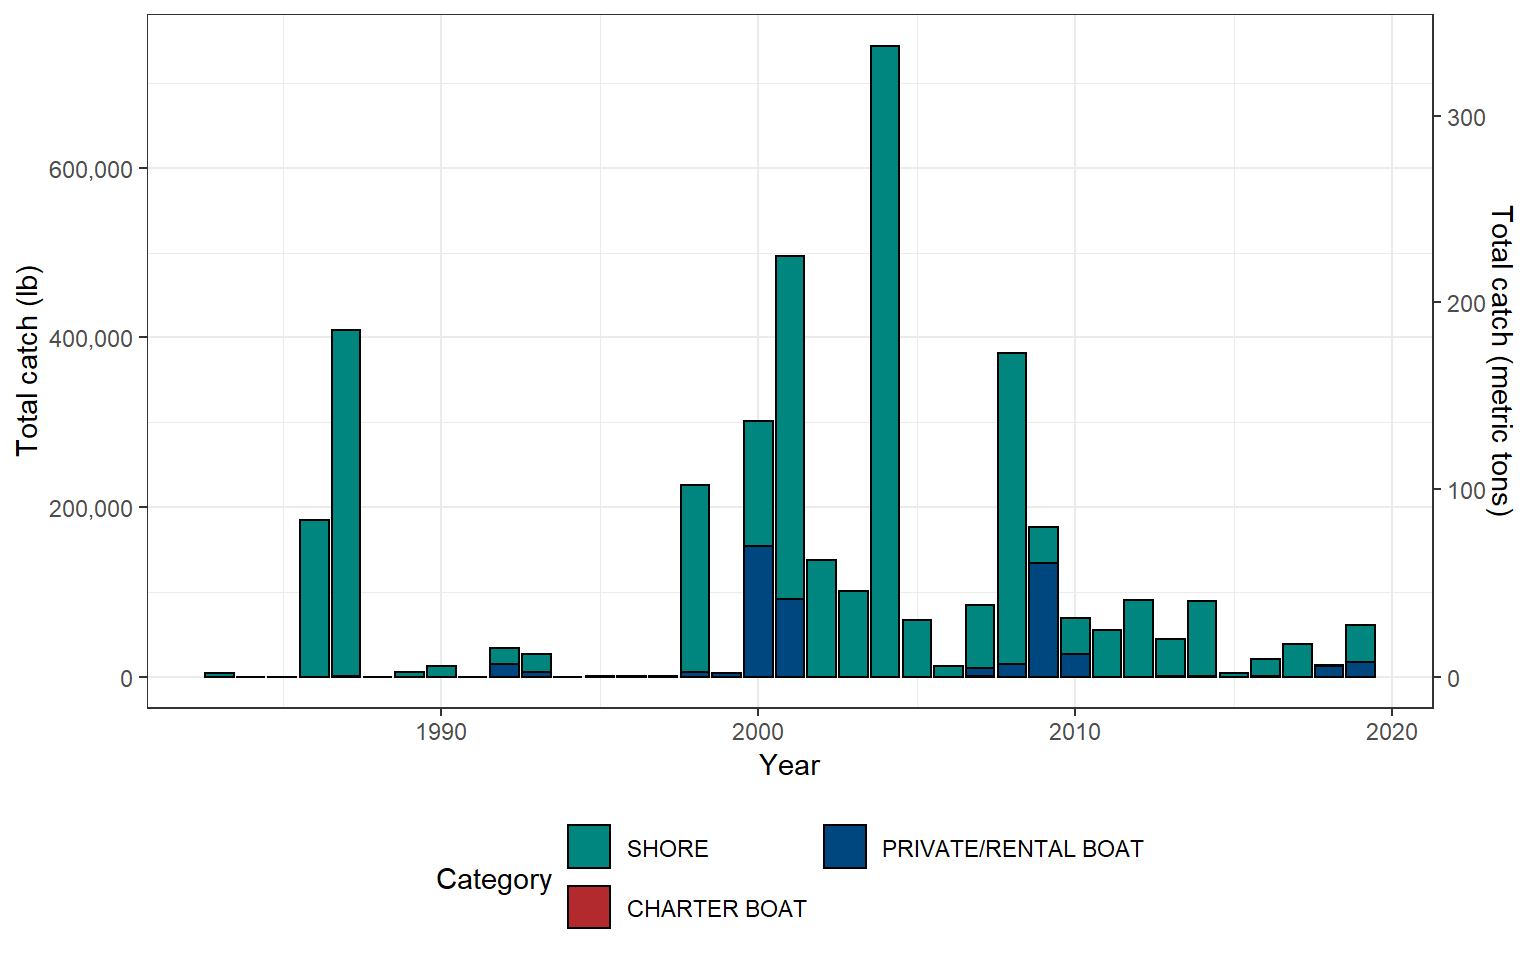 Total catch (lb)
600,000
400,000
200,000
0
300
200
100
0
Total catch (metric tons)
1990
2000
2010
2020
Year
Category
SHORE
PRIVATE/RENTAL BOAT
CHARTER BOAT